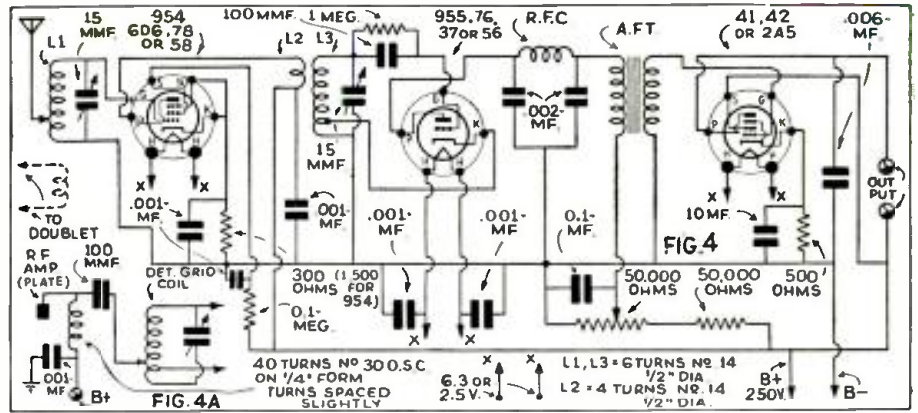 15 MMF.
L1
954
6D6,78
OR 58
100 MMF.
1 MEG.
L2
L3
955.76,
37 OR 56
R.F.C
A.F.T.
41,42
OR 2A5
.006-
MF.
15
MMF.
.002-
MF.
P
G
K
K
X
X
X
X
TO
DOUBLET
.001-
MF.
.001-
MF.
.001-
MF.
.001-
MF.
0.1-
MF.
10 MF.
FIG.4
OUT
PUT
R F
AMP
(PLATE)
100
MMF.
DET. GRID
COIL
300 (1,500
OHMS FOR
954)
50,000
OHMS
50,000
OHMS
500
OHMS
0.1-
MEG.
X
X
.001-
MF.
B+
FIG.4A
40 TURNS NO 30 D.S.C
ON 1/4" FORM
TURNS SPACED
SLIGHTLY
X
X
6.3 OR
2.5 V.
L1, L3 = 6 TURNS NO. 14
1/2" DIA
L2 = 4 TURNS NO. 14
1/2" DIA.
B+
250V.
B-